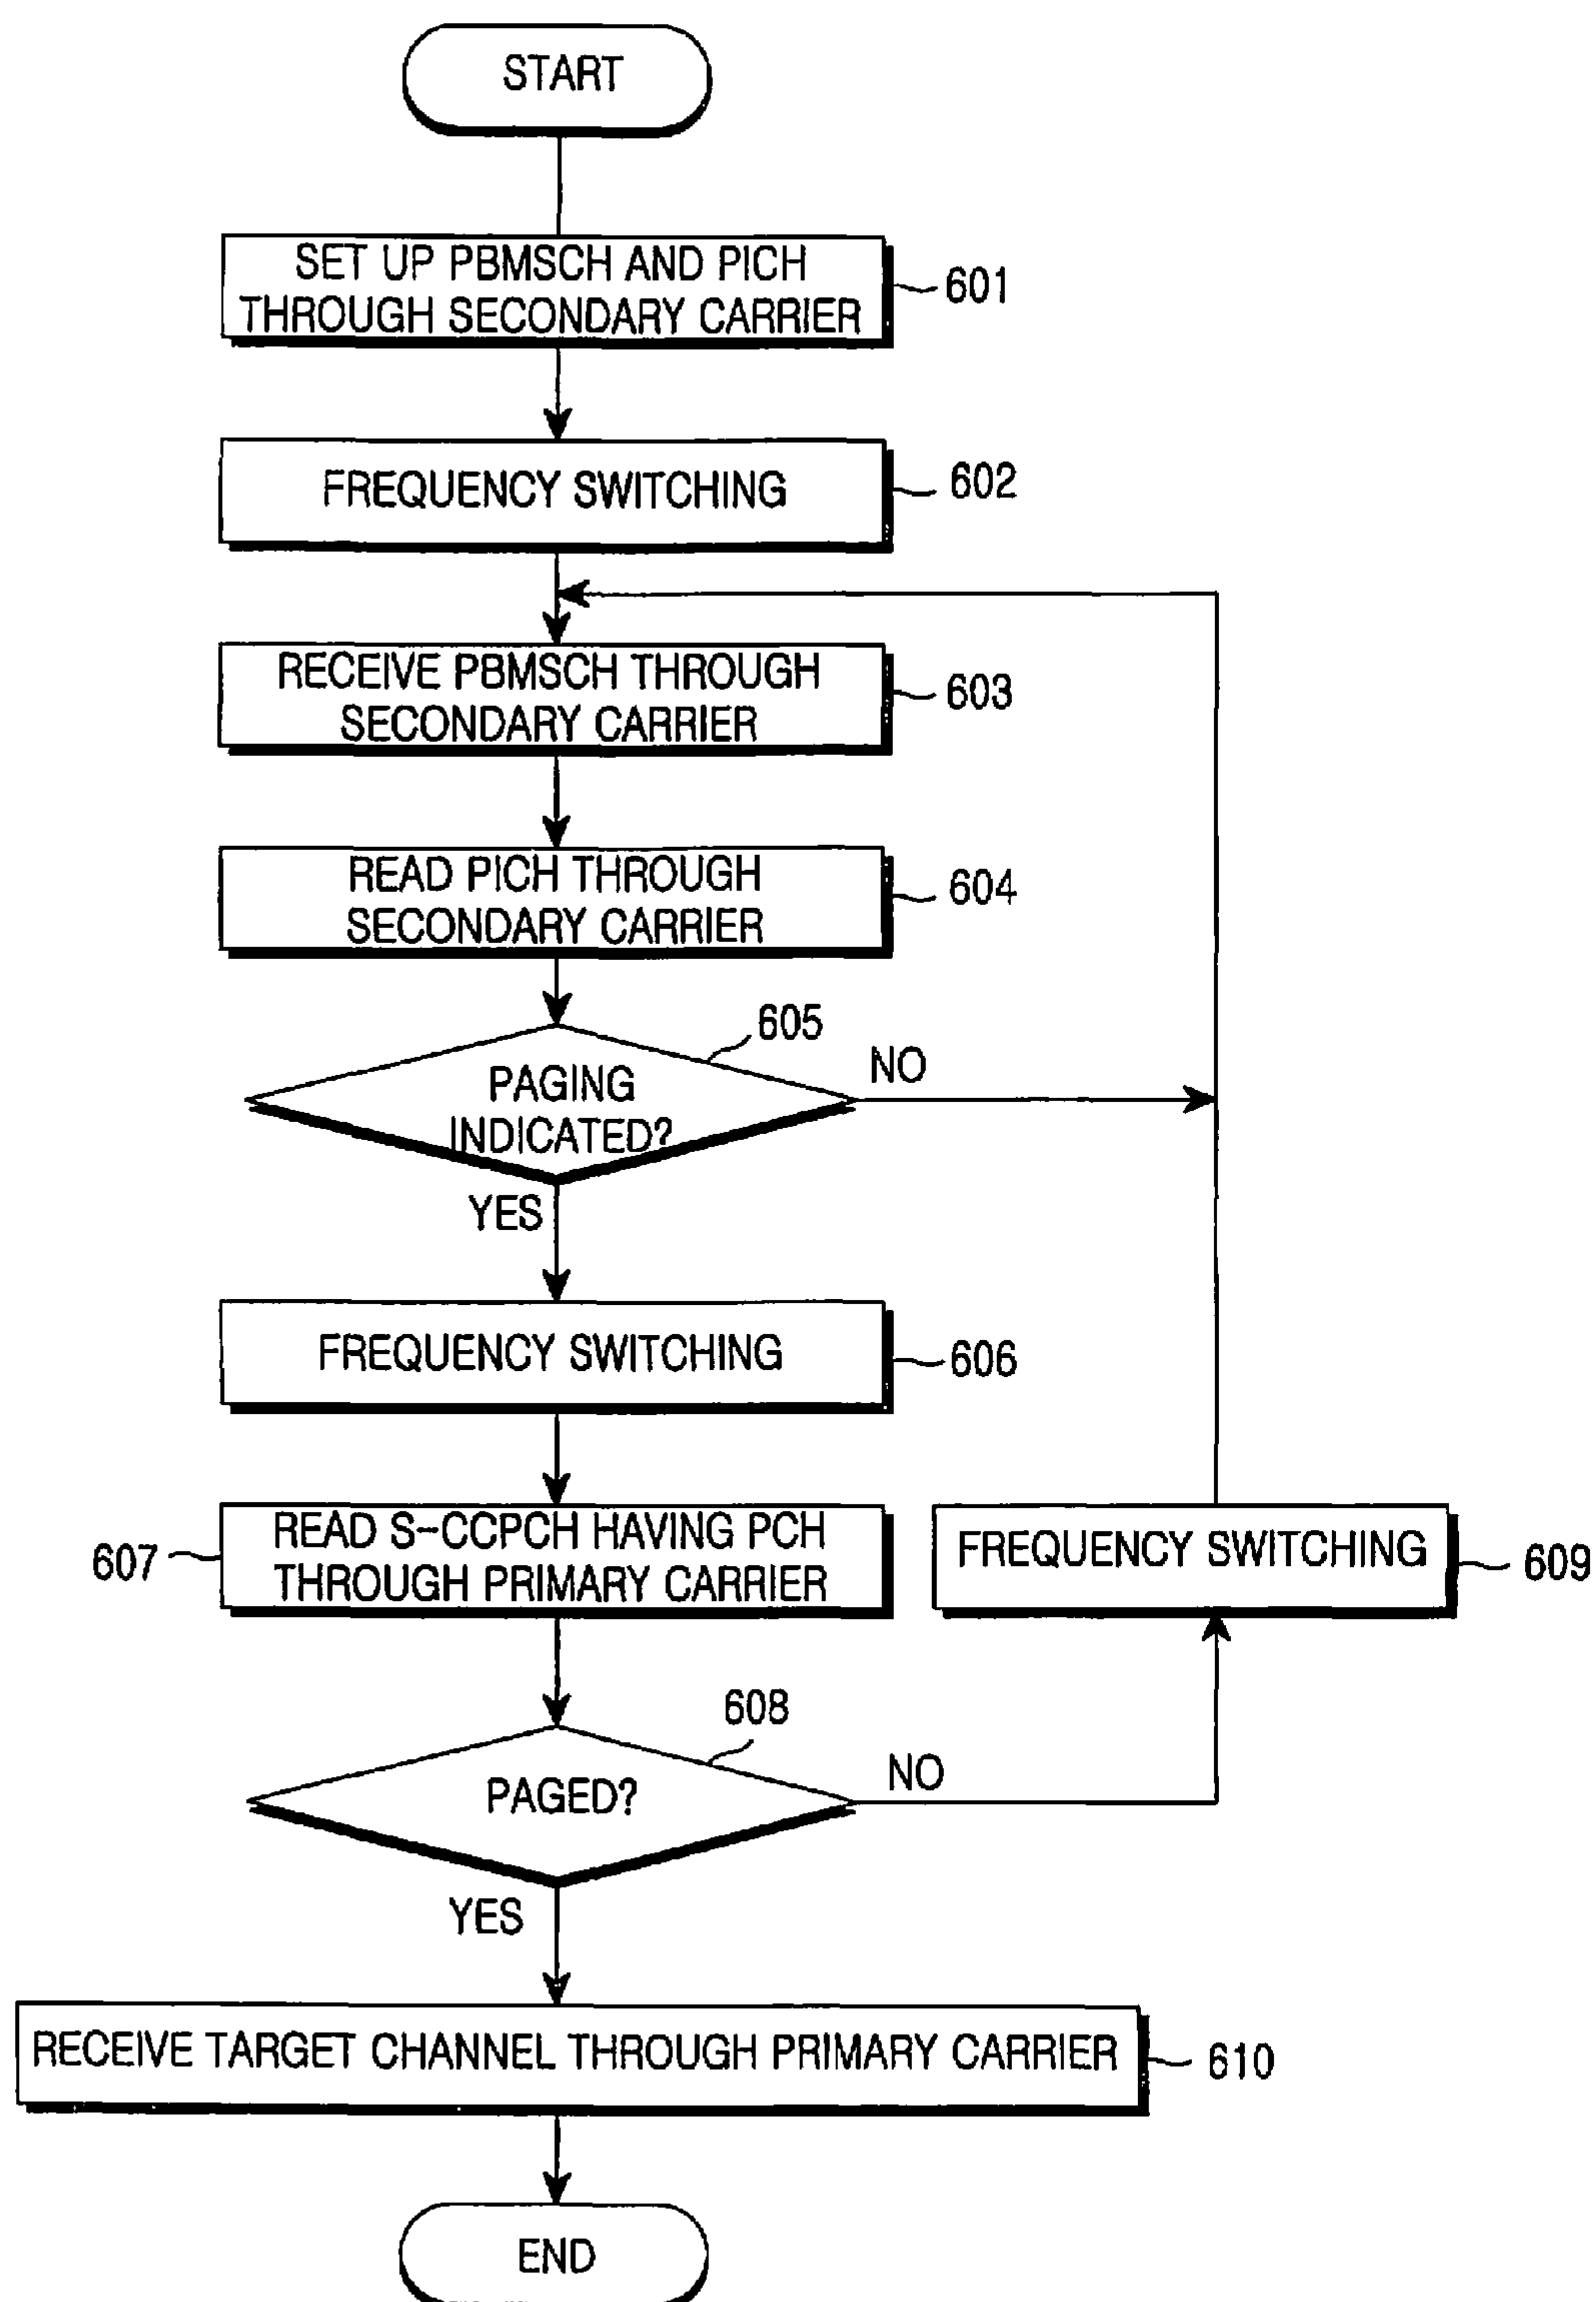 START
SET UP PBMSCH AND PICH
THROUGH SECONDARY CARRIER
601
FREQUENCY SWITCHING
602
RECEIVE PBMSCH THROUGH
SECONDARY CARRIER
603
READ PICH THROUGH
SECONDARY CARRIER
604
605
PAGING
INDICATED?
NO
YES
FREQUENCY SWITCHING
606
READ S-CCPCH HAVING PCH
THROUGH PRIMARY CARRIER
607
FREQUENCY SWITCHING
609
608
PAGED?
NO
YES
RECEIVE TARGET CHANNEL THROUGH PRIMARY CARRIER
610
END